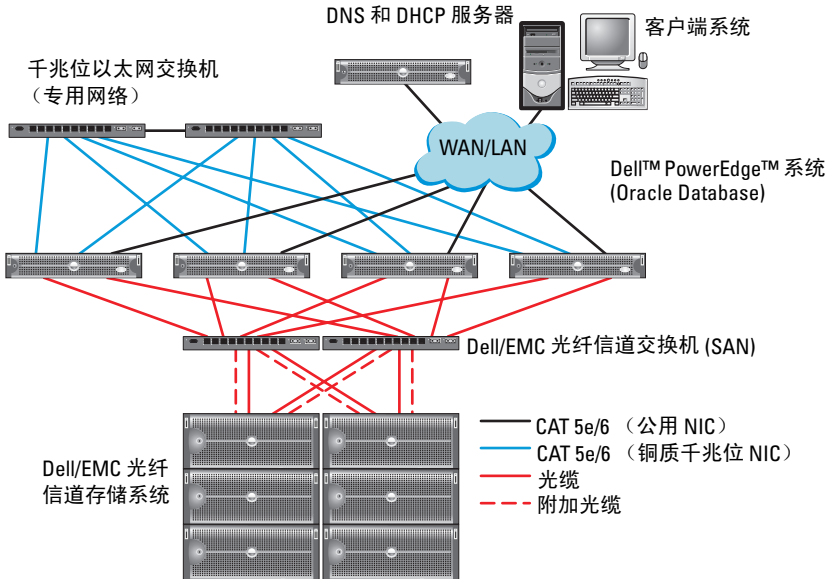 DNS 和 DHCP 服务器
客户端系统
千兆位以太网交换机
（专用网络）
WAN/LAN
Dell™ PowerEdge™ 系统
(Oracle Database)
Dell/EMC 光纤信道交换机 (SAN)
Dell/EMC 光纤
信道存储系统
CAT 5e/6 （公用 NIC）
CAT 5e/6 （铜质千兆位 NIC）
光缆
附加光缆